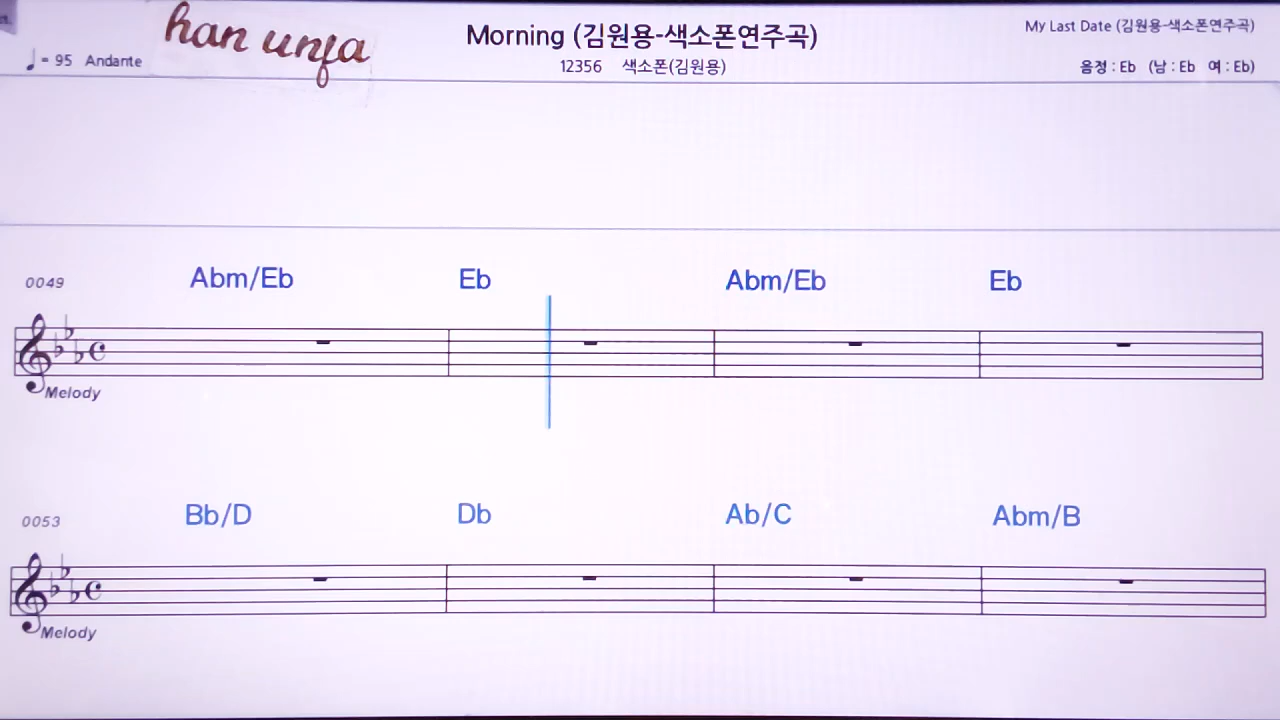 han unja
Morning (김원용-색소폰연주곡)
My Last Date (김원용-색소폰연주곡)
= 95 Andante
12356 색소폰(김원용)
음정 : Eb (남 : Eb 여 : Eb)
0049 Abm/Eb Eb Abm/Eb Eb
Melody
0053 Bb/D Db Ab/C Abm/B
Melody